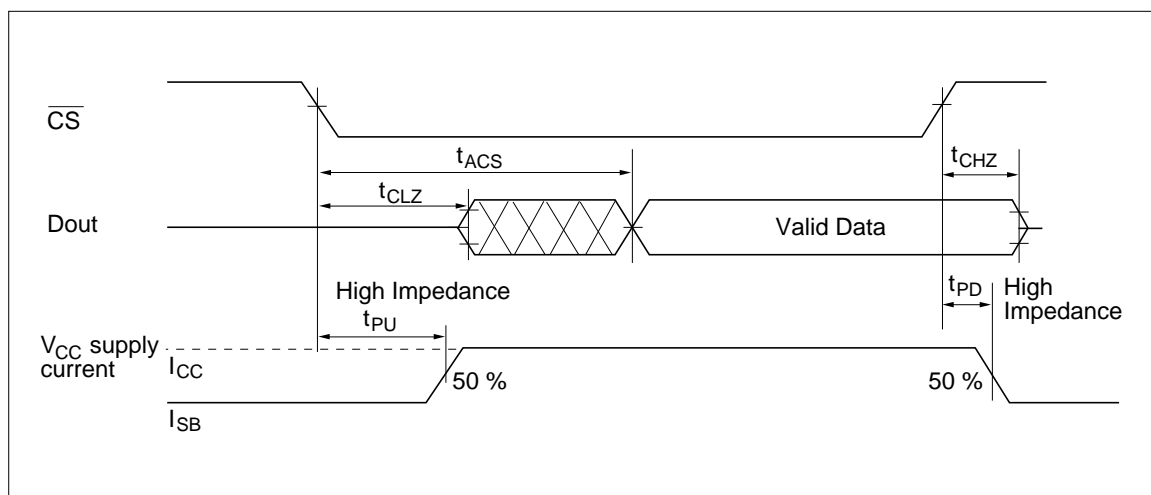 CS
tACS
tCHZ
tCLZ
Dout
Valid Data
High Impedance
tPD
High
Impedance
tPU
VCC supply
current
ICC
50 %
50 %
ISB